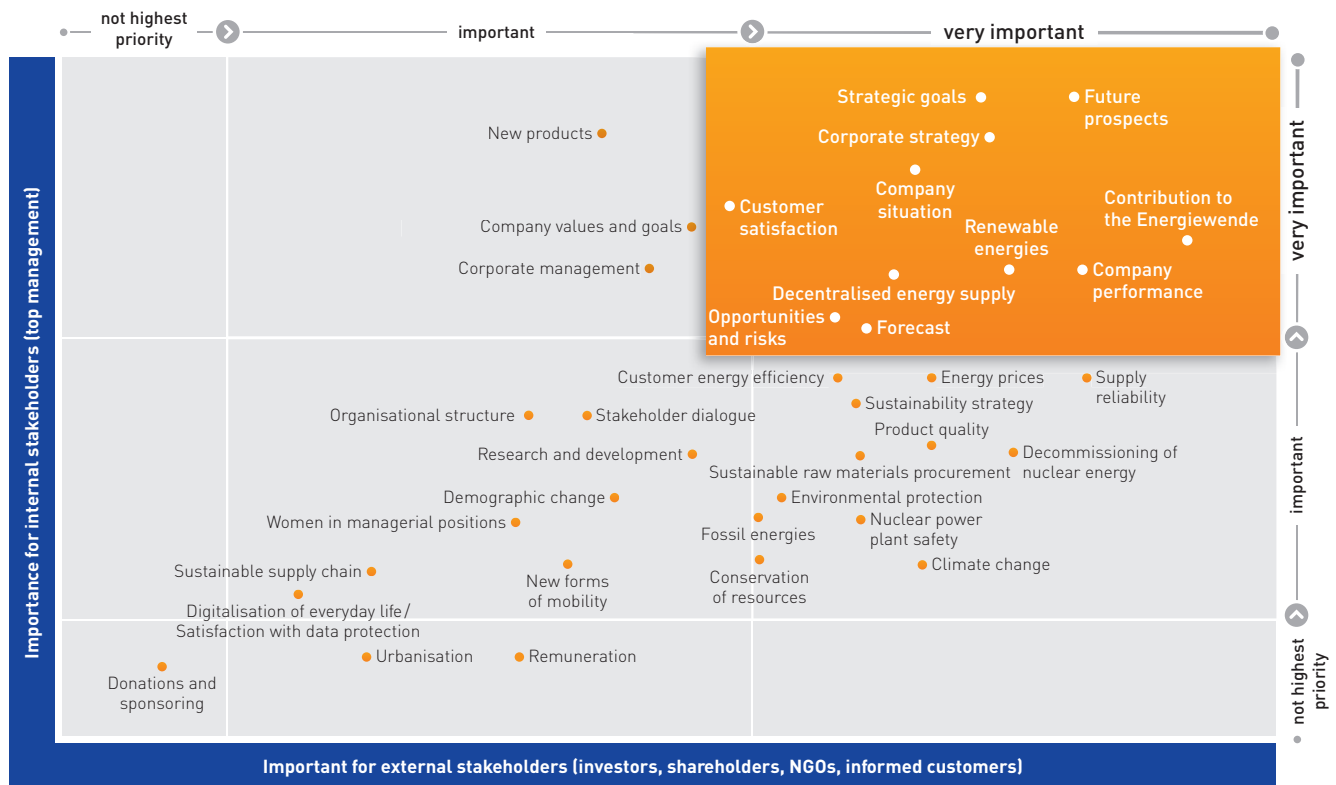 not highest
priority
important
very important
Strategic goals
Future
prospects
New products
Corporate strategy
Company
situation
Customer
satisfaction
Contribution to
the Energiewende
Company values and goals
Renewable
energies
Corporate management
Company
performance
Decentralised energy supply
Opportunities
and risks
Forecast
Customer energy efficiency
Energy prices
Supply
reliability
Organisational structure
Stakeholder dialogue
Sustainability strategy
Product quality
Research and development
Sustainable raw materials procurement
Decommissioning of
nuclear energy
Demographic change
Environmental protection
Women in managerial positions
Fossil energies
Nuclear power
plant safety
Sustainable supply chain
New forms
of mobility
Conservation
of resources
Climate change
Digitalisation of everyday life/
Satisfaction with data protection
Urbanisation
Remuneration
Donations and
sponsoring
very important
important
not highest
priority
Importance for internal stakeholders (top management)
Important for external stakeholders (investors, shareholders, NGOs, informed customers)